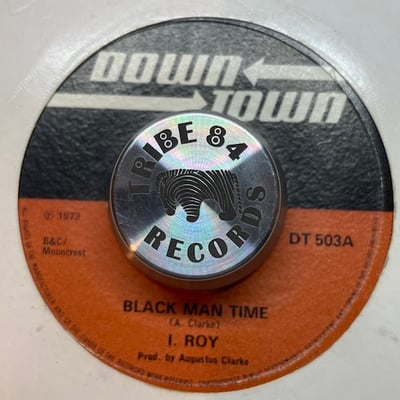 DOWN
TOWN
TRIBE 84
RECORDS
℗ 1973
B&C/
Mooncrest
DT 503A
BLACK MAN TIME
(A. Clarke)
I. ROY
Prod. by Augustus Clarke